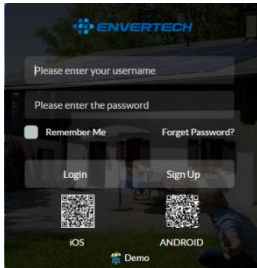 ENVERTECH
Please enter your username
Please enter the password
Remember Me Forget Password?
Login Sign Up
iOS ANDROID
Demo